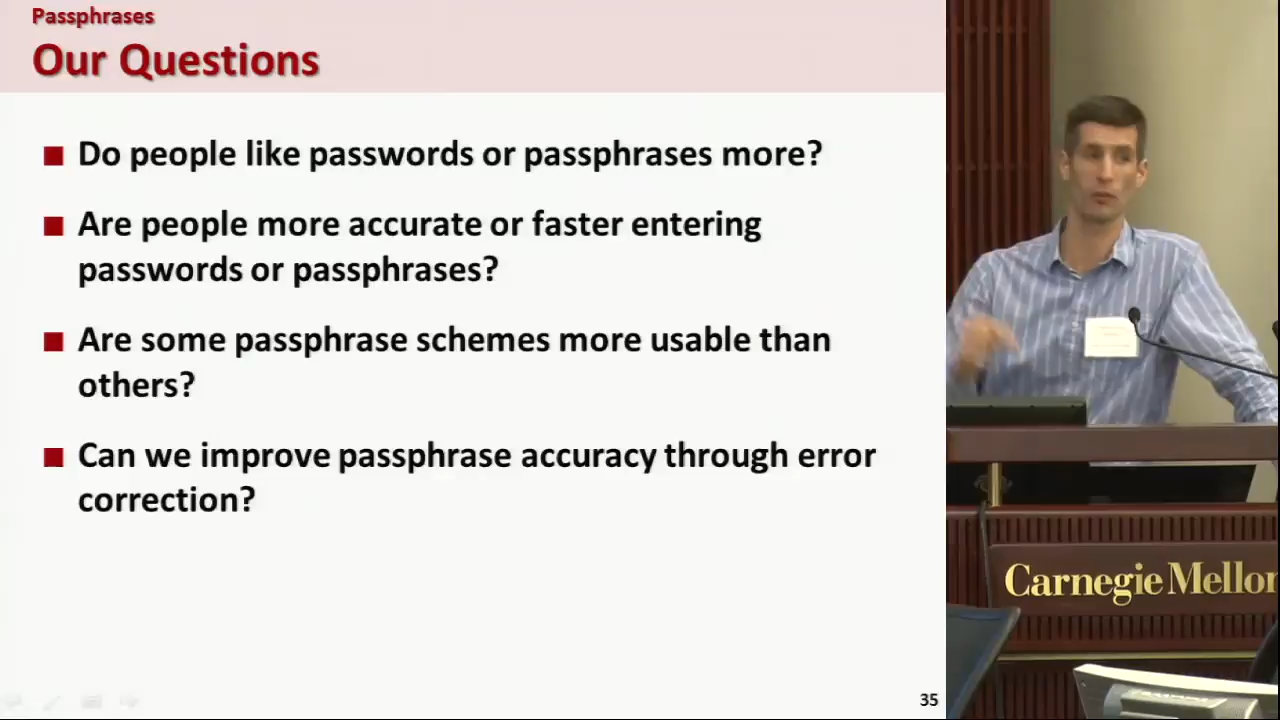 Passphrases
Our Questions
Do people like passwords or passphrases more?
Are people more accurate or faster entering
passwords or passphrases?
Are some passphrase schemes more usable than
others?
Can we improve passphrase accuracy through error
correction?
35
Carnegie Mellon